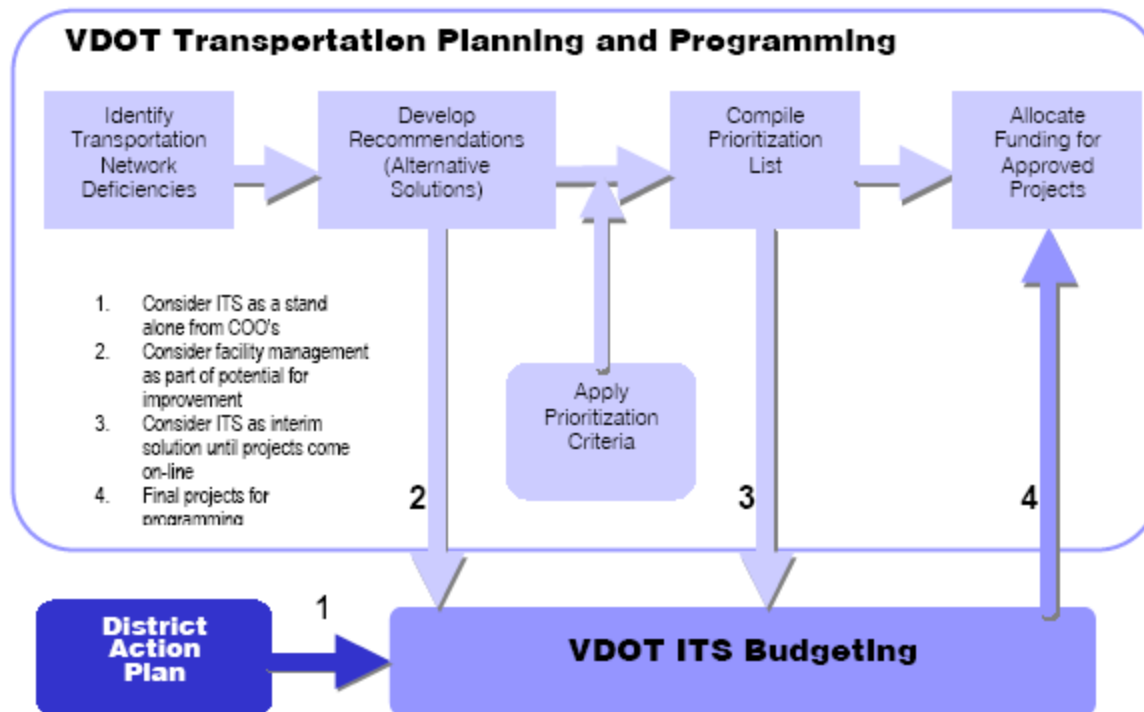 VDOT Transportation Planning and Programming
Identify
Transportation
Network
Deficiencies
Develop
Recommendations
(Alternative
Solutions)
Compile
Prioritization
List
Allocate
Funding for
Approved
Projects
1. Consider ITS as a stand
alone from COO's
2. Consider facility management
as part of potential for
improvement
3. Consider ITS as interim
solution until projects come
on-line
4. Final projects for
programming
Apply
Prioritization
Criteria
2
3
4
District
Action
Plan
1
VDOT ITS Budgeting